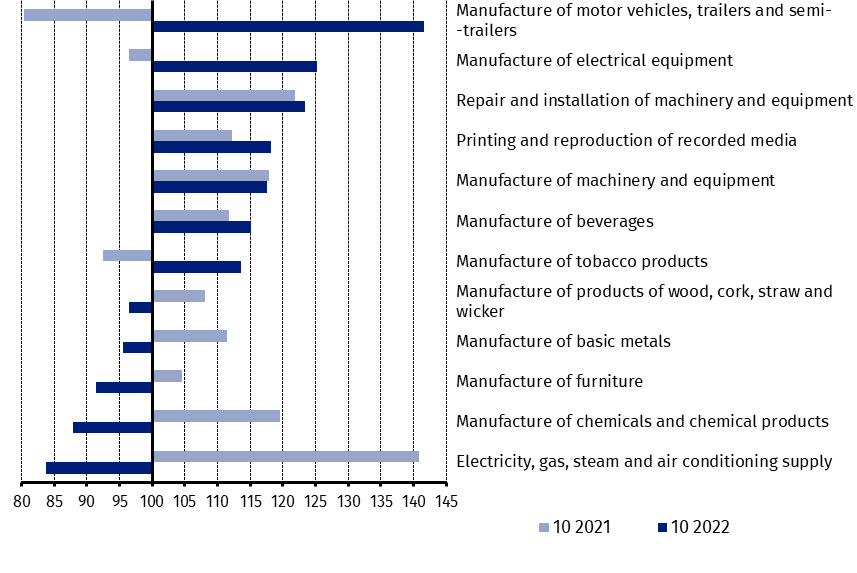 Manufacture of motor vehicles, trailers and semi-
-trailers
Manufacture of electrical equipment
Repair and installation of machinery and equipment
Printing and reproduction of recorded media
Manufacture of machinery and equipment
Manufacture of beverages
Manufacture of tobacco products
Manufacture of products of wood, cork, straw and
wicker
Manufacture of basic metals
Manufacture of furniture
Manufacture of chemicals and chemical products
Electricity, gas, steam and air conditioning supply
80 85 90 95 100 105 110 115 120 125 130 135 140 145
10 2021 10 2022